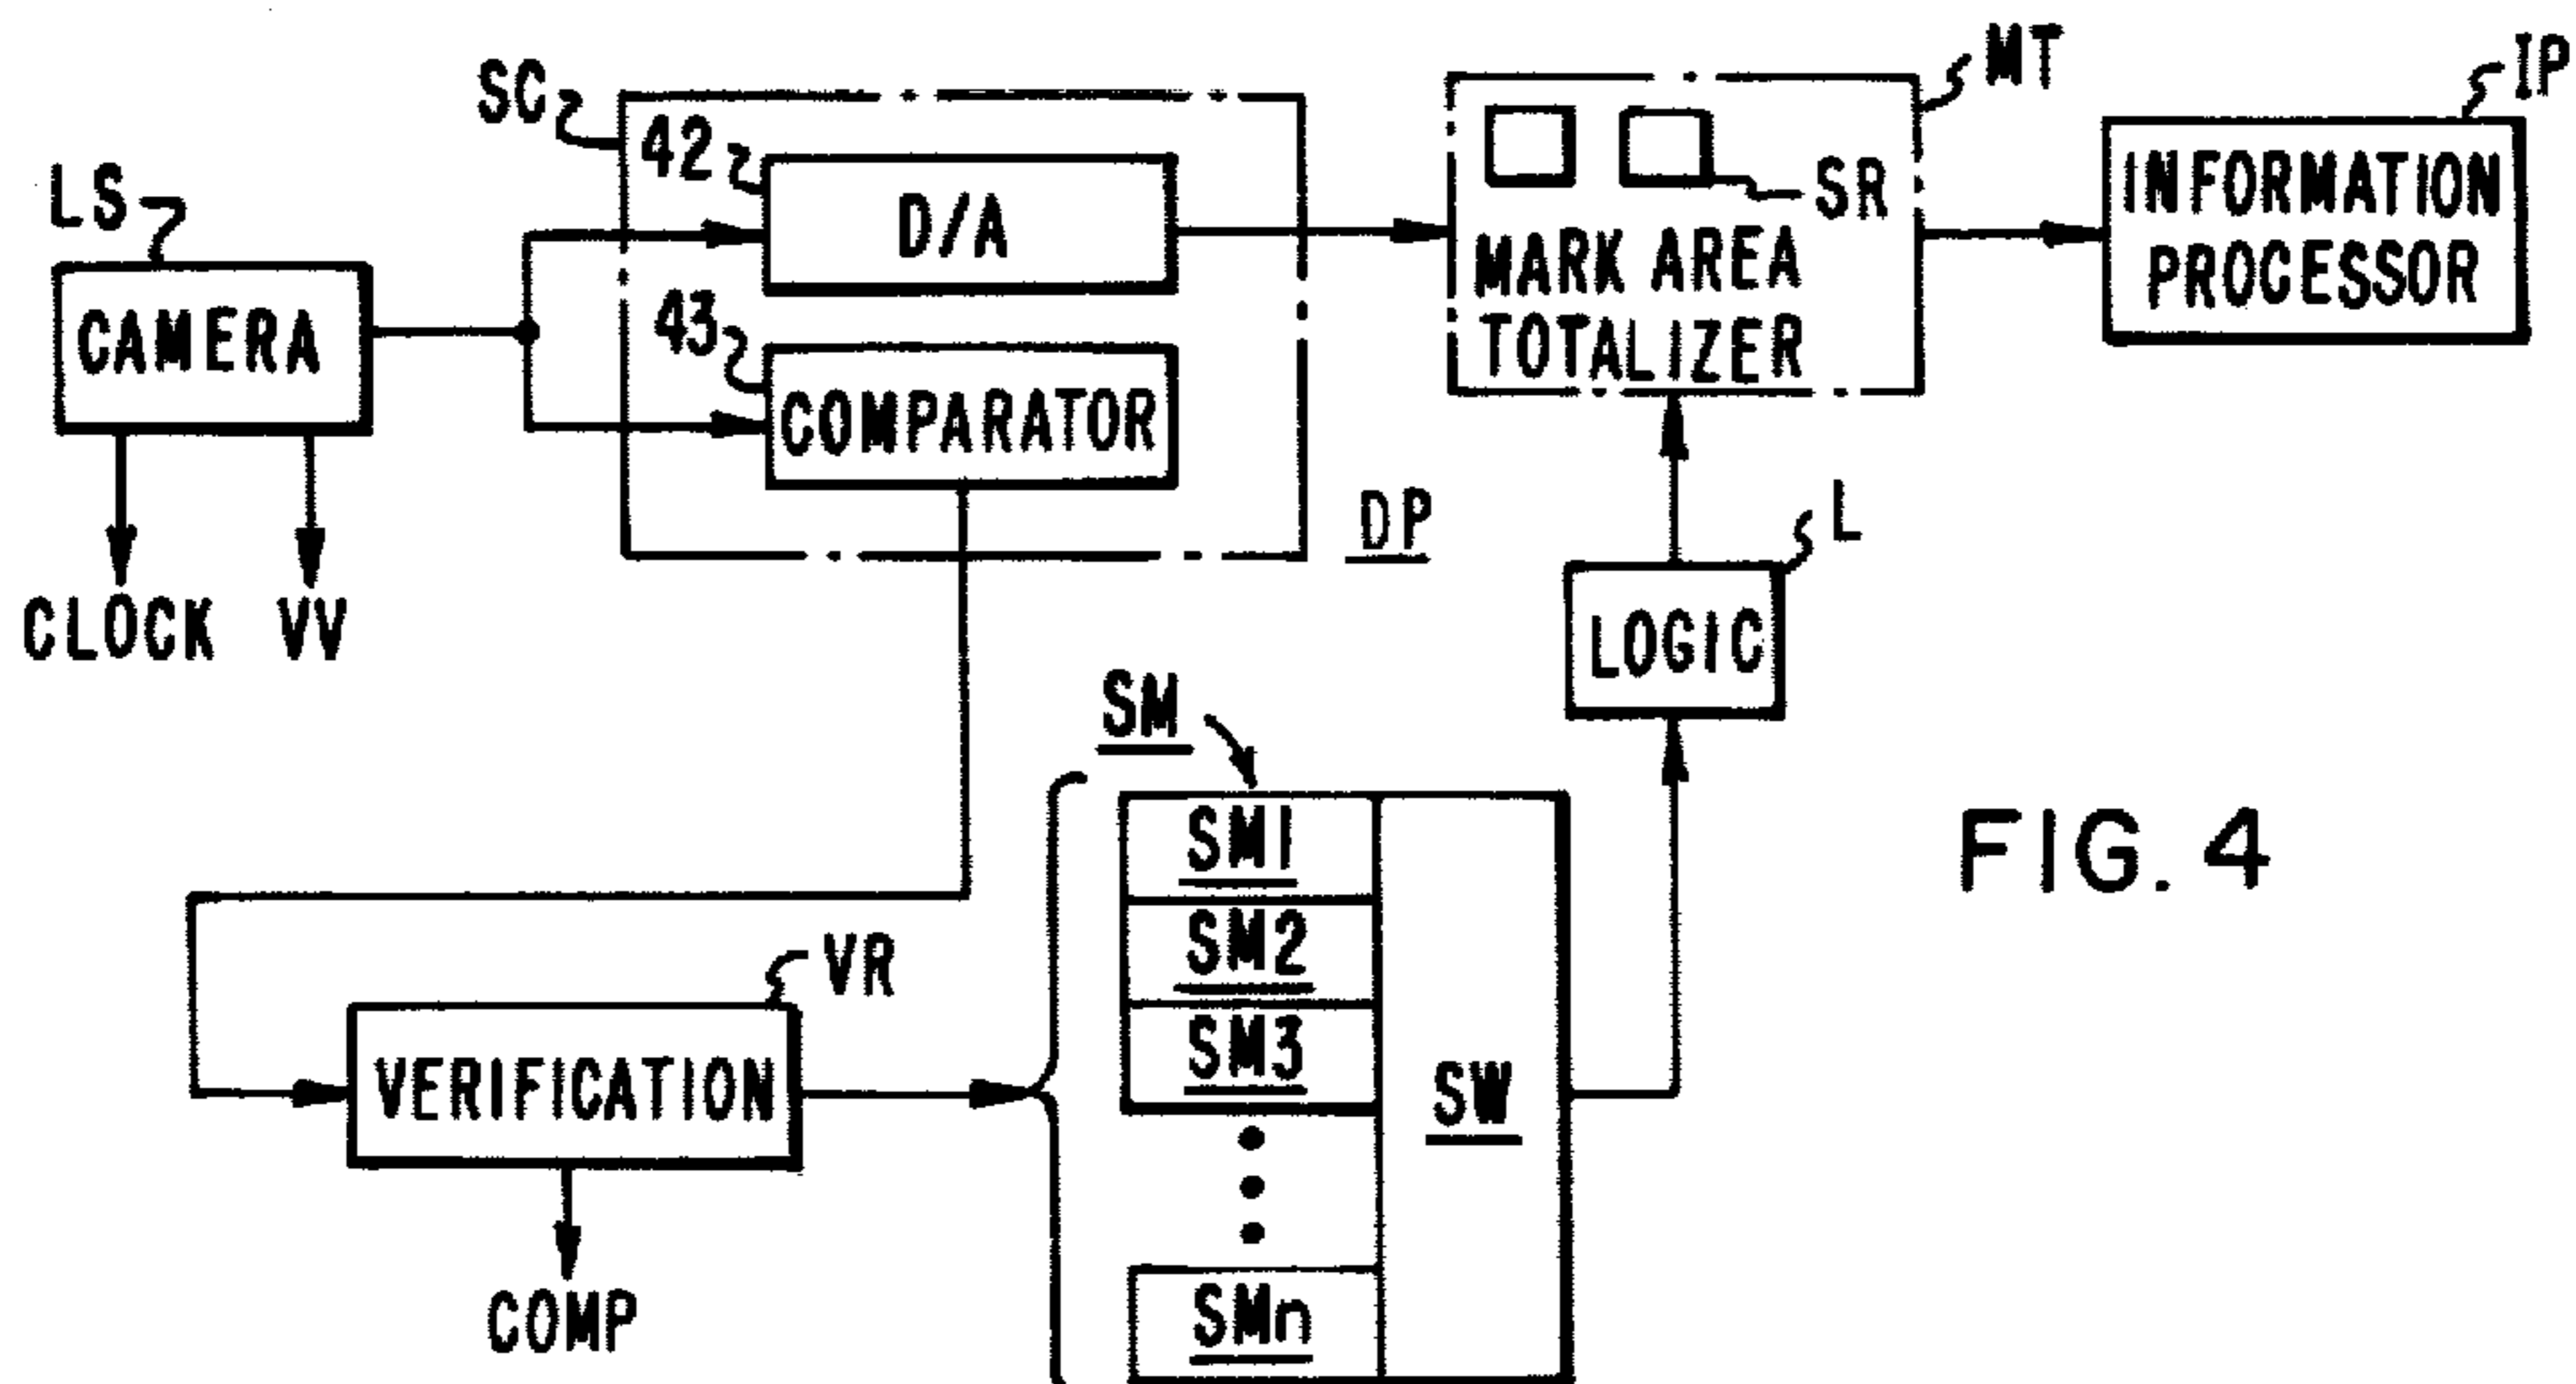 MT
IP
SC
42
D/A
SR
INFORMATION
PROCESSOR
LS
MARK AREA
TOTALIZER
CAMERA
43
COMPARATOR
DP
L
CLOCK VV
LOGIC
SM
SM1
FIG. 4
SM2
VR
SM3
VERIFICATION
SW
COMP
SMn